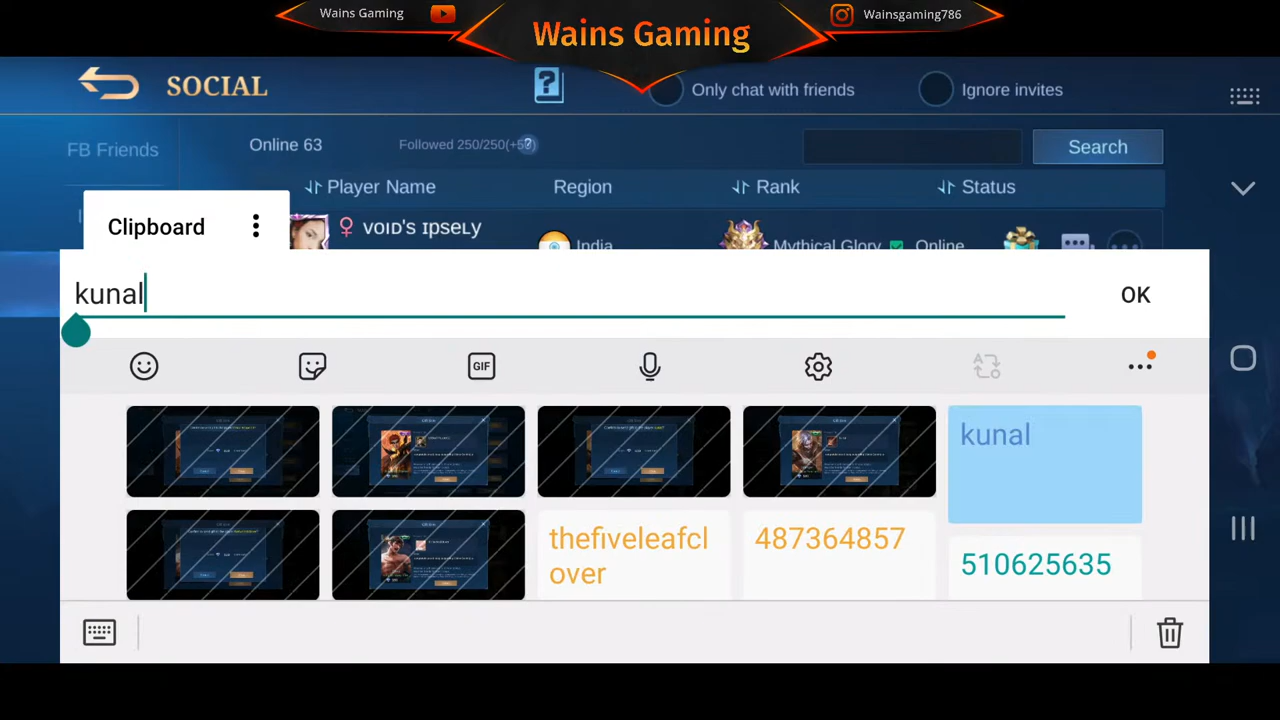 Wains Gaming
Wains Gaming
Wainsgaming786
SOCIAL
?
Only chat with friends
Ignore invites
FB Friends
Online 63
Followed 250/250(+5
?
Search
Player Name
Region
Rank
Status
Clipboard
VOID'S IPSELY
India
Mythical Glory
Online
kunal
OK
GIF
kunal
thefiveleafcl
over
487364857
510625635